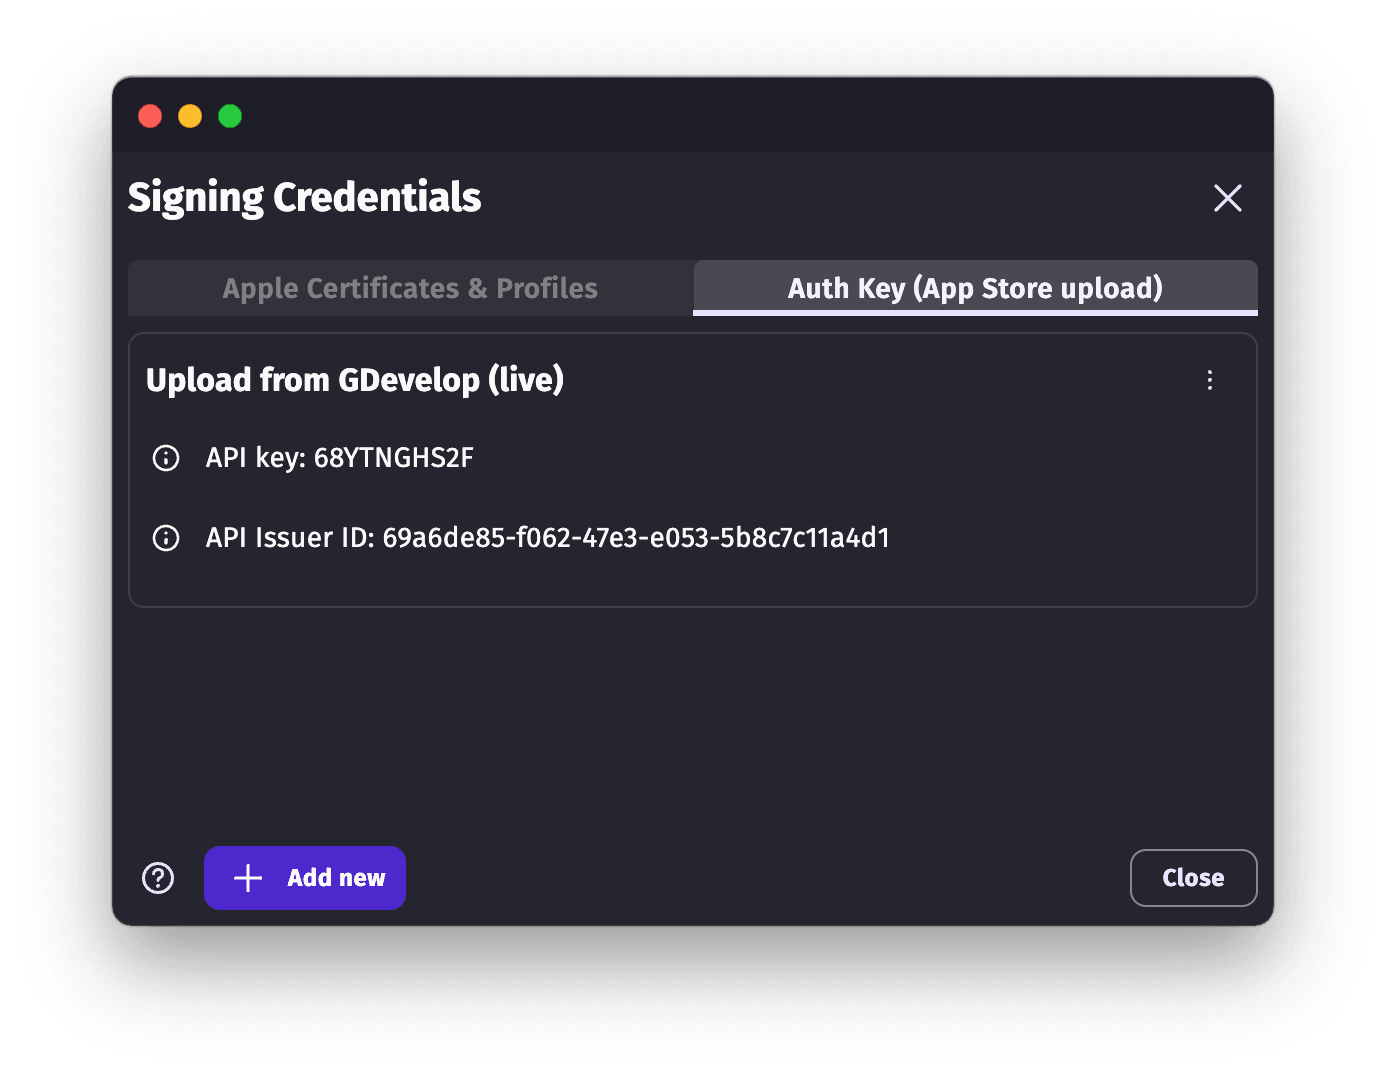 Signing Credentials
Apple Certificates & Profiles
Auth Key (App Store upload)
Upload from GDevelop (live)
API key: 68YTNGHS2F
API Issuer ID: 69a6de85-f062-47e3-e053-5b8c7c11a4d1
Add new
Close